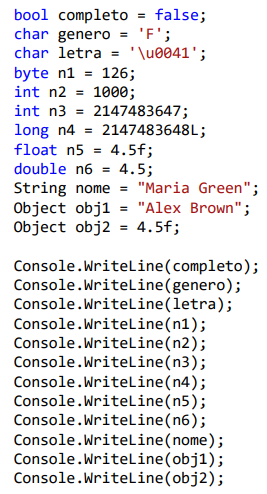 bool completo = false;
char genero = 'F';
char letra = '\u0041';
byte n1 = 126;
int n2 = 1000;
int n3 = 2147483647;
long n4 = 2147483648L;
float n5 = 4.5f;
double n6 = 4.5;
String nome = "Maria Green";
Object obj1 = "Alex Brown";
Object obj2 = 4.5f;

Console.WriteLine(completo);
Console.WriteLine(genero);
Console.WriteLine(letra);
Console.WriteLine(n1);
Console.WriteLine(n2);
Console.WriteLine(n3);
Console.WriteLine(n4);
Console.WriteLine(n5);
Console.WriteLine(n6);
Console.WriteLine(nome);
Console.WriteLine(obj1);
Console.WriteLine(obj2);